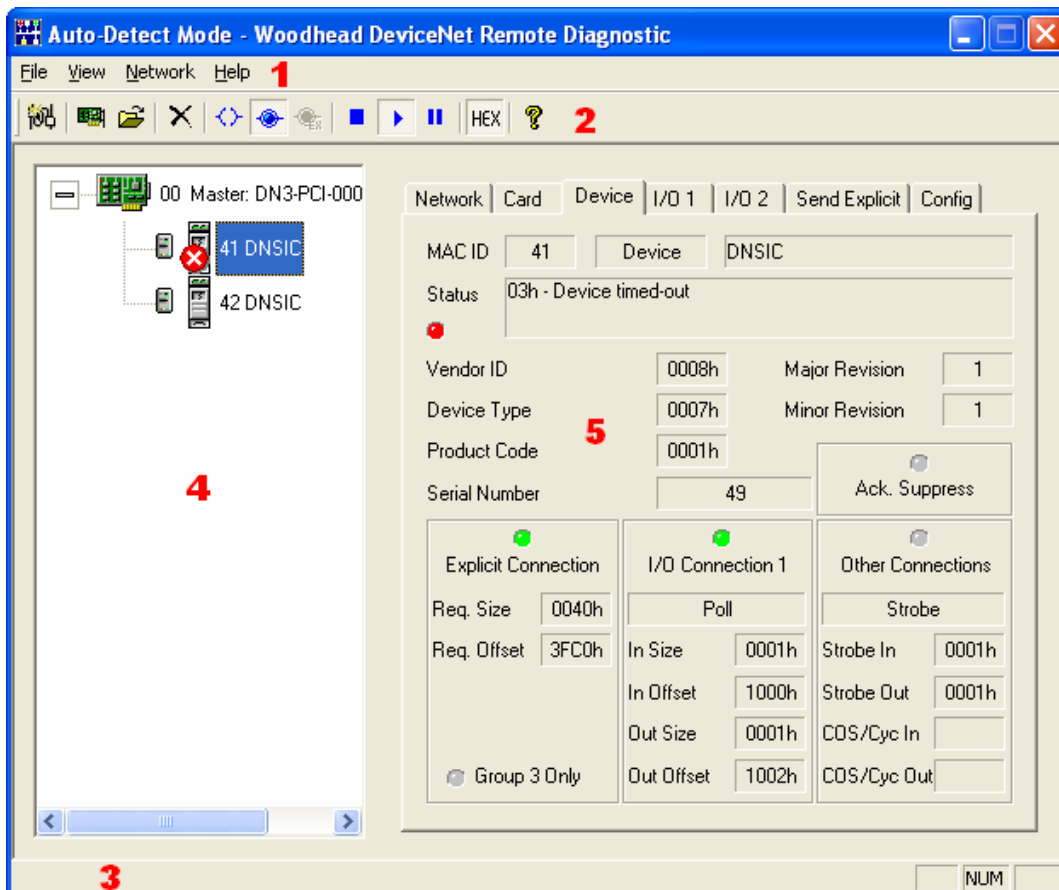 Auto-Detect Mode - Woodhead DeviceNet Remote Diagnostic
File View Network Help 1
HEX 2
00 Master: DN3-PCI-000
41 DNSIC
42 DNSIC
4
Network Card Device I/O 1 I/O 2 Send Explicit Config
MAC ID 41 Device DNSIC
Status 03h - Device timed-out
Vendor ID 0008h Major Revision 1
Device Type 0007h Minor Revision 1
5
Product Code 0001h
Serial Number 49 Ack. Suppress
Explicit Connection I/O Connection 1 Other Connections
Poll Strobe
Req. Size 0040h
Req. Offset 3FC0h In Size 0001h Strobe In 0001h
In Offset 1000h Strobe Out 0001h
Out Size 0001h COS/Cyc In
Group 3 Only Out Offset 1002h COS/Cyc Out
3 NUM